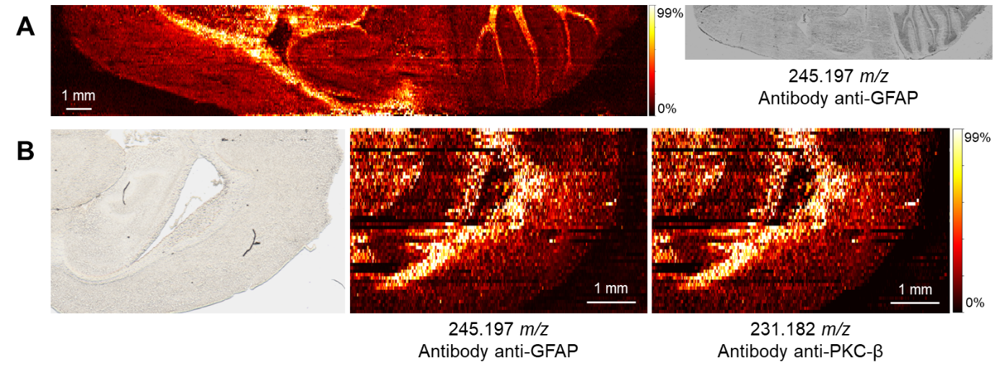 A
99%
1 mm
0%
245.197 m/z
Antibody anti-GFAP
B
99%
1 mm
1 mm
0%
245.197 m/z
Antibody anti-GFAP
231.182 m/z
Antibody anti-PKC-β